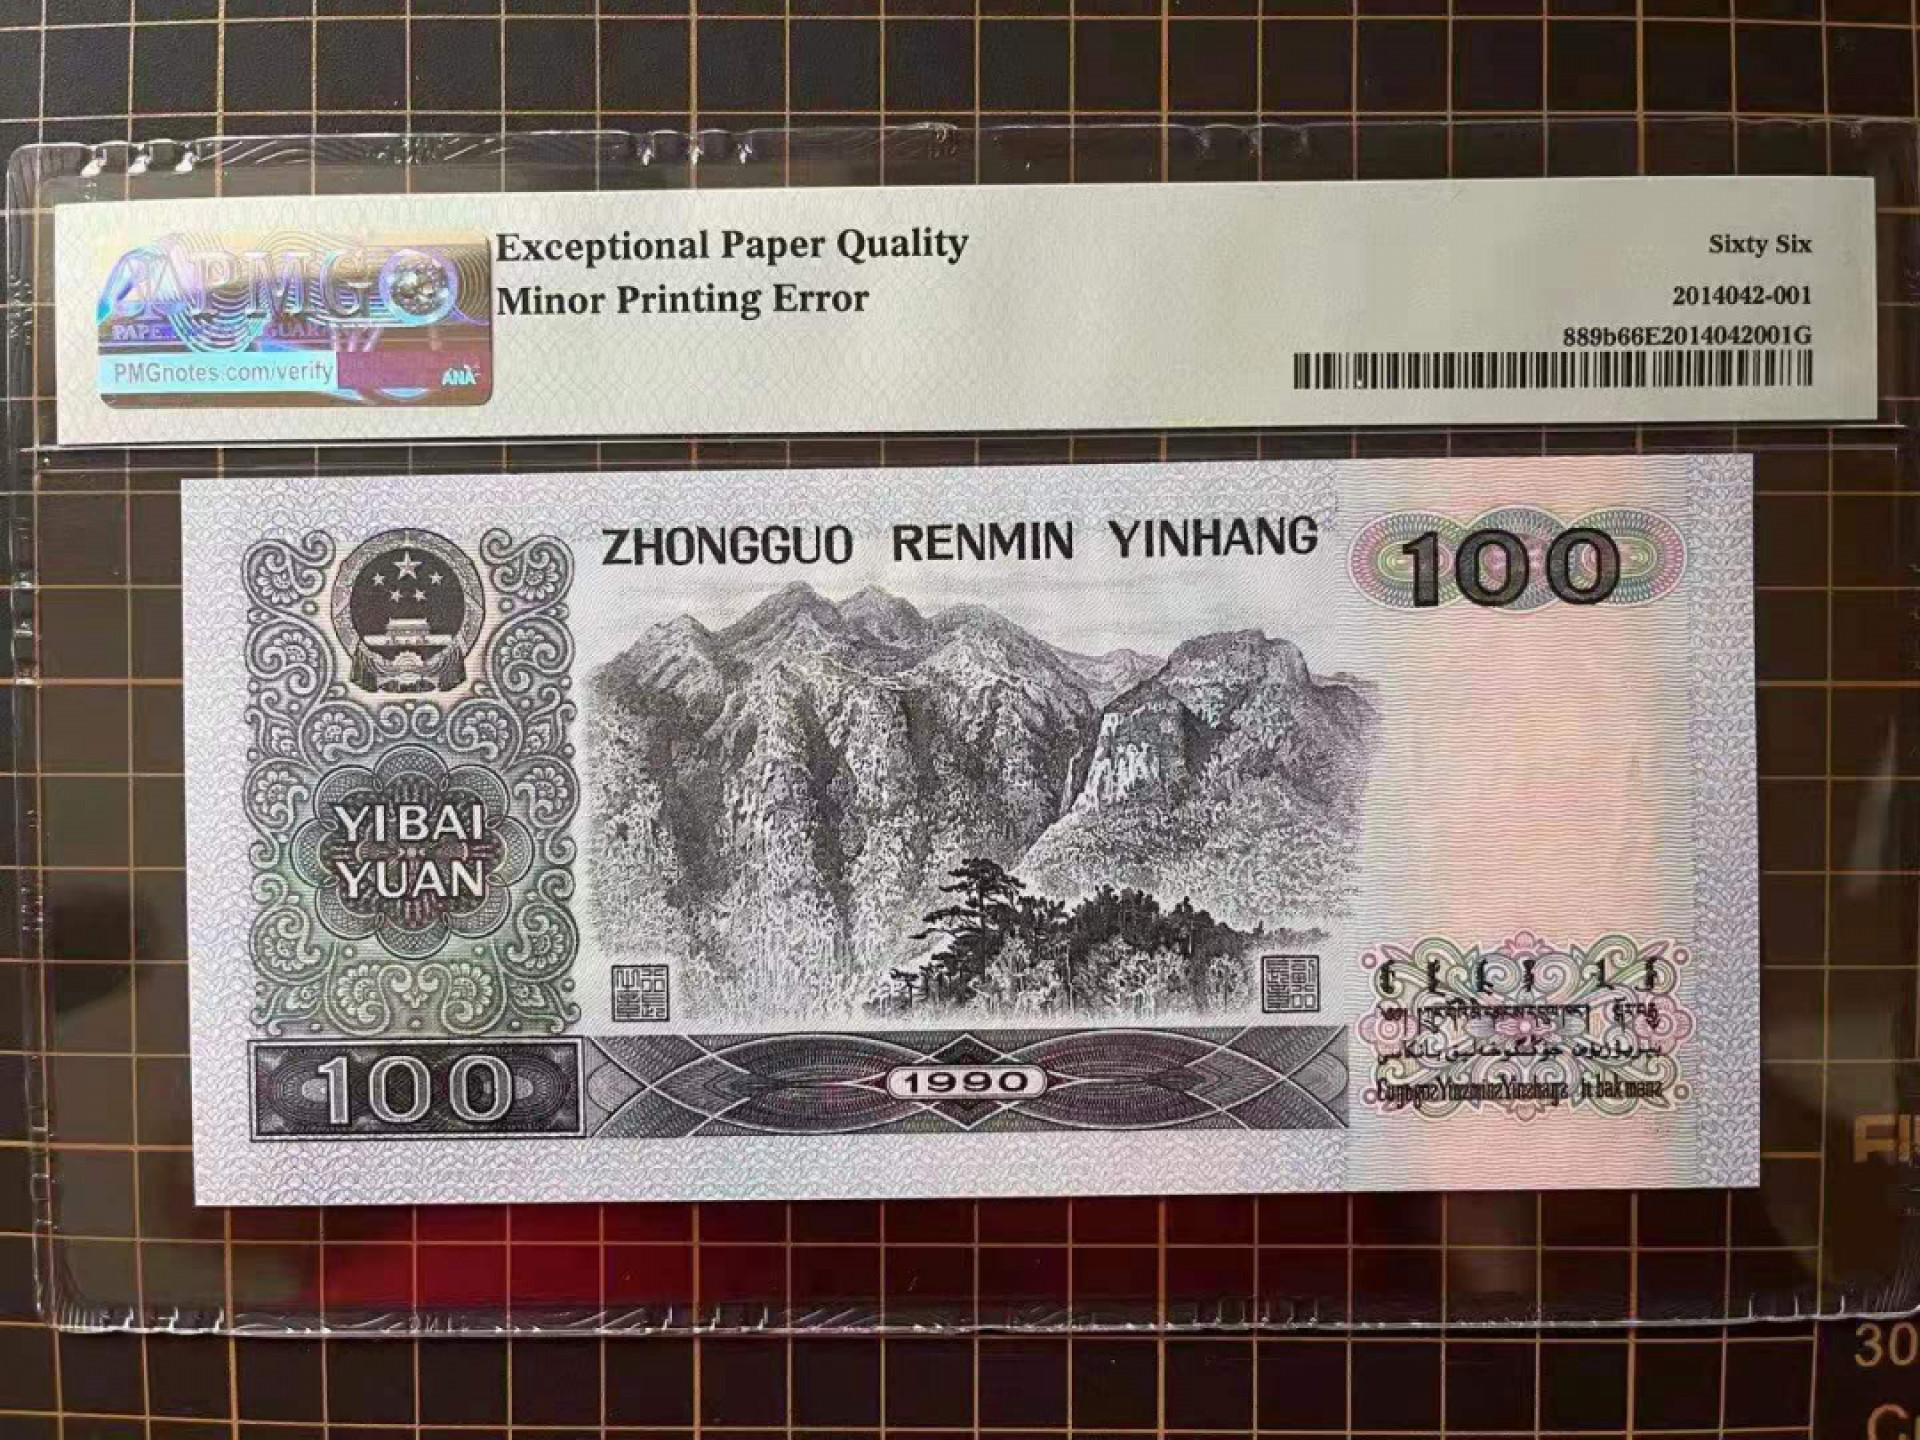 PMG
PMGnotes.com/verify
ANA
Exceptional Paper Quality
Minor Printing Error
Sixty Six
2014042-001
889b66E2014042001G
ZHONGGUO RENMIN YINHANG
100
YIBAI
YUAN
100
1990
30